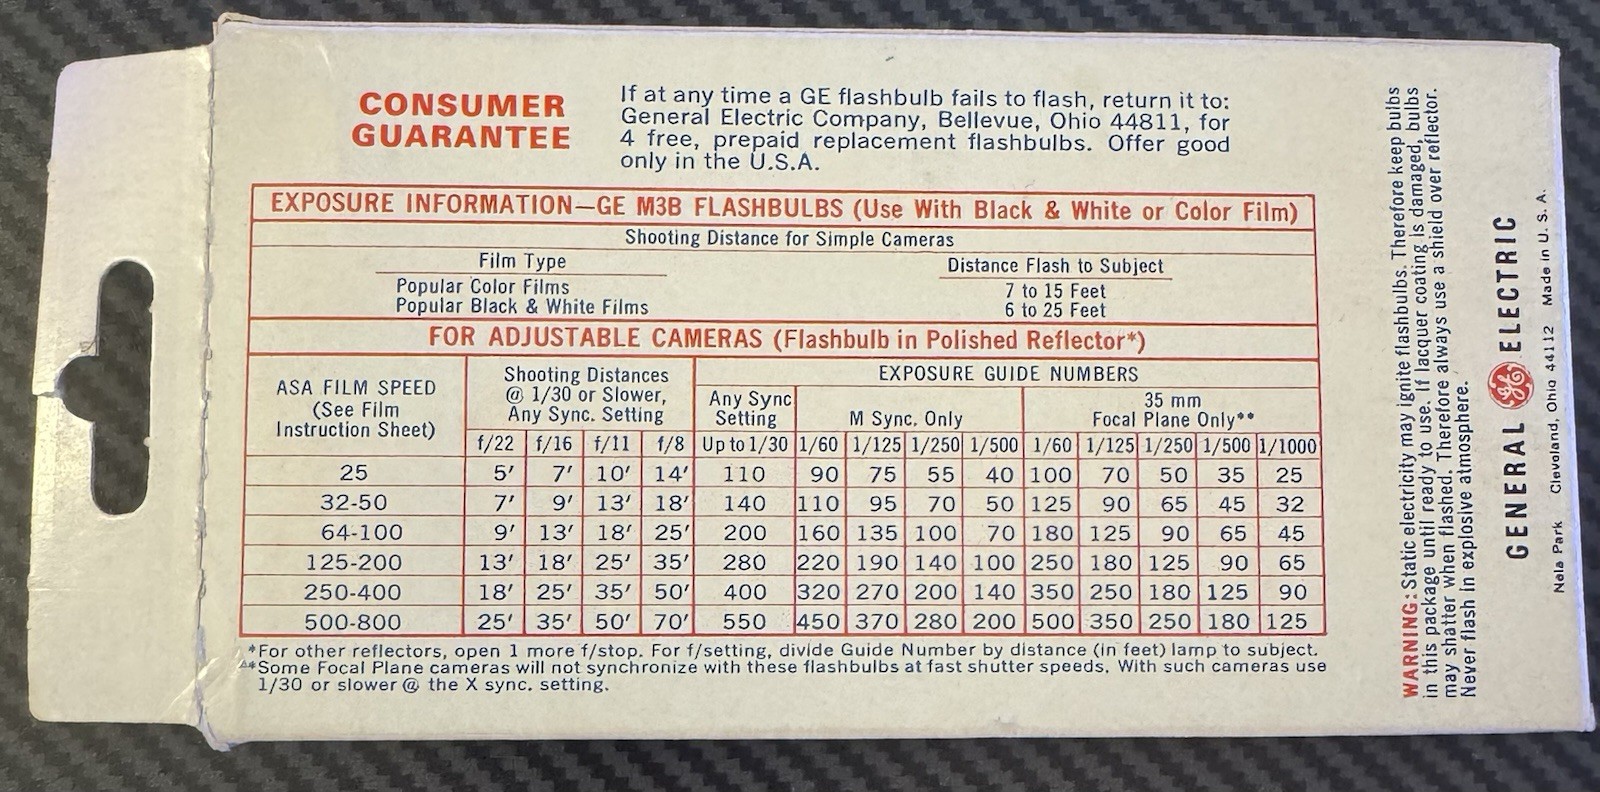 CONSUMER
GUARANTEE
If at any time a GE flashbulb fails to flash, return it to:
General Electric Company, Bellevue, Ohio 44811, for
4 free, prepaid replacement flashbulbs. Offer good
only in the U.S.A.
EXPOSURE INFORMATION—GE M3B FLASHBULBS (Use With Black & White or Color Film)
Shooting Distance for Simple Cameras
Film Type Distance Flash to Subject
Popular Color Films 7 to 15 Feet
Popular Black & White Films 6 to 25 Feet
FOR ADJUSTABLE CAMERAS (Flashbulb in Polished Reflector*)
ASA FILM SPEED
(See Film
Instruction Sheet)
Shooting Distances
@ 1/30 or Slower,
Any Sync. Setting
EXPOSURE GUIDE NUMBERS
Any Sync
Setting
M Sync. Only
35 mm
Focal Plane Only**
f/22 f/16 f/11 f/8 Up to 1/30 1/60 1/125 1/250 1/500 1/60 1/125 1/250 1/500 1/1000
25 5′ 7′ 10′ 14′ 110 90 75 55 40 100 70 50 35 25
32-50 7′ 9′ 13′ 18′ 140 110 95 70 50 125 90 65 45 32
64-100 9′ 13′ 18′ 25′ 200 160 135 100 70 180 125 90 65 45
125-200 13′ 18′ 25′ 35′ 280 220 190 140 100 250 180 125 90 65
250-400 18′ 25′ 35′ 50′ 400 320 270 200 140 350 250 180 125 90
500-800 25′ 35′ 50′ 70′ 550 450 370 280 200 500 350 250 180 125
*For other reflectors, open 1 more f/stop. For f/setting, divide Guide Number by distance (in feet) lamp to subject.
**Some Focal Plane cameras will not synchronize with these flashbulbs at fast shutter speeds. With such cameras use
1/30 or slower @ the X sync. setting.
WARNING: Static electricity may ignite flashbulbs. Therefore keep bulbs
in this package until ready to use. If lacquer coating is damaged, bulbs
may shatter when flashed. Therefore always use a shield over reflector.
Never flash in explosive atmosphere.
GENERAL GE ELECTRIC
Nela Park Cleveland, Ohio 44112 Made in U. S. A.